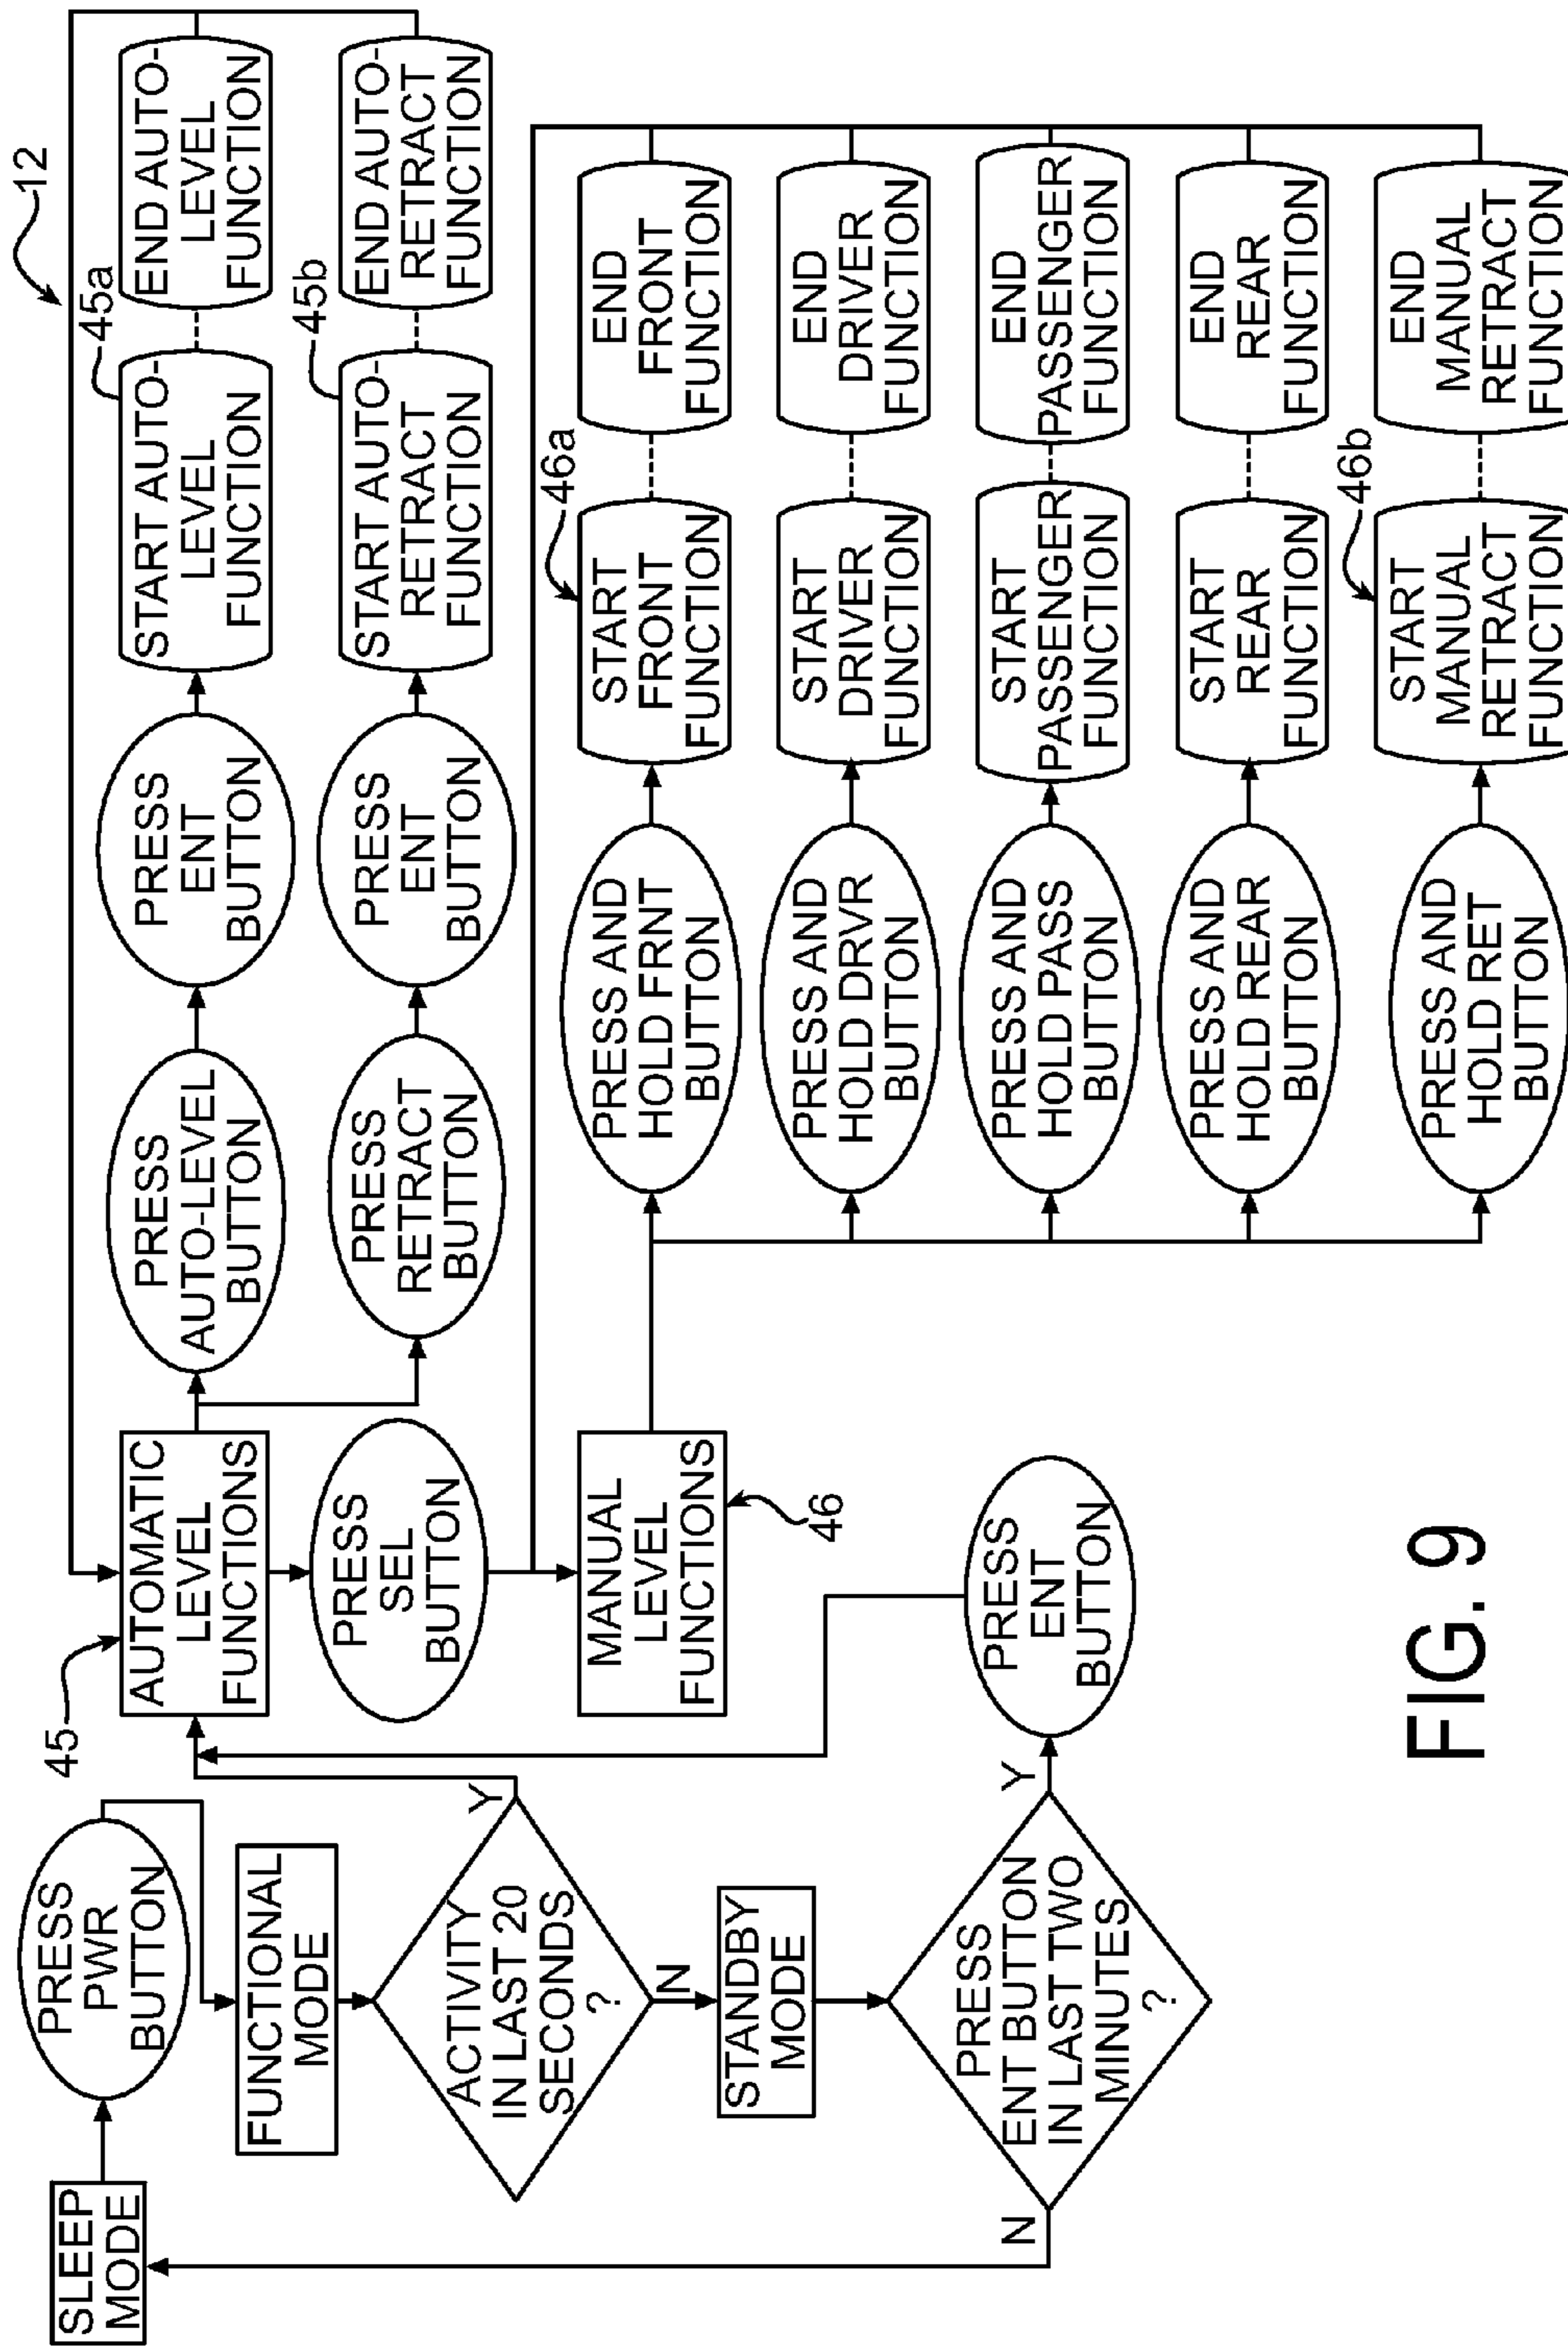 12
SLEEP
MODE
PRESS
PWR
BUTTON
FUNCTIONAL
MODE
ACTIVITY
IN LAST 20
SECONDS
?
Y
N
STANDBY
MODE
PRESS
ENT BUTTON
IN LAST TWO
MINUTES
?
N
Y
PRESS
ENT
BUTTON
45
AUTOMATIC
LEVEL
FUNCTIONS
PRESS
AUTO-LEVEL
BUTTON
PRESS
ENT
BUTTON
45a
START AUTO-
LEVEL
FUNCTION
END AUTO-
LEVEL
FUNCTION
PRESS
RETRACT
BUTTON
PRESS
ENT
BUTTON
45b
START AUTO-
RETRACT
FUNCTION
END AUTO-
RETRACT
FUNCTION
PRESS
SEL
BUTTON
MANUAL
LEVEL
FUNCTIONS
46
PRESS AND
HOLD FRNT
BUTTON
46a
START
FRONT
FUNCTION
END
FRONT
FUNCTION
PRESS AND
HOLD DRVR
BUTTON
START
DRIVER
FUNCTION
END
DRIVER
FUNCTION
PRESS AND
HOLD PASS
BUTTON
START
PASSENGER
FUNCTION
END
PASSENGER
FUNCTION
PRESS AND
HOLD REAR
BUTTON
START
REAR
FUNCTION
END
REAR
FUNCTION
PRESS AND
HOLD RET
BUTTON
46b
START
MANUAL
RETRACT
FUNCTION
END
MANUAL
RETRACT
FUNCTION
FIG. 9